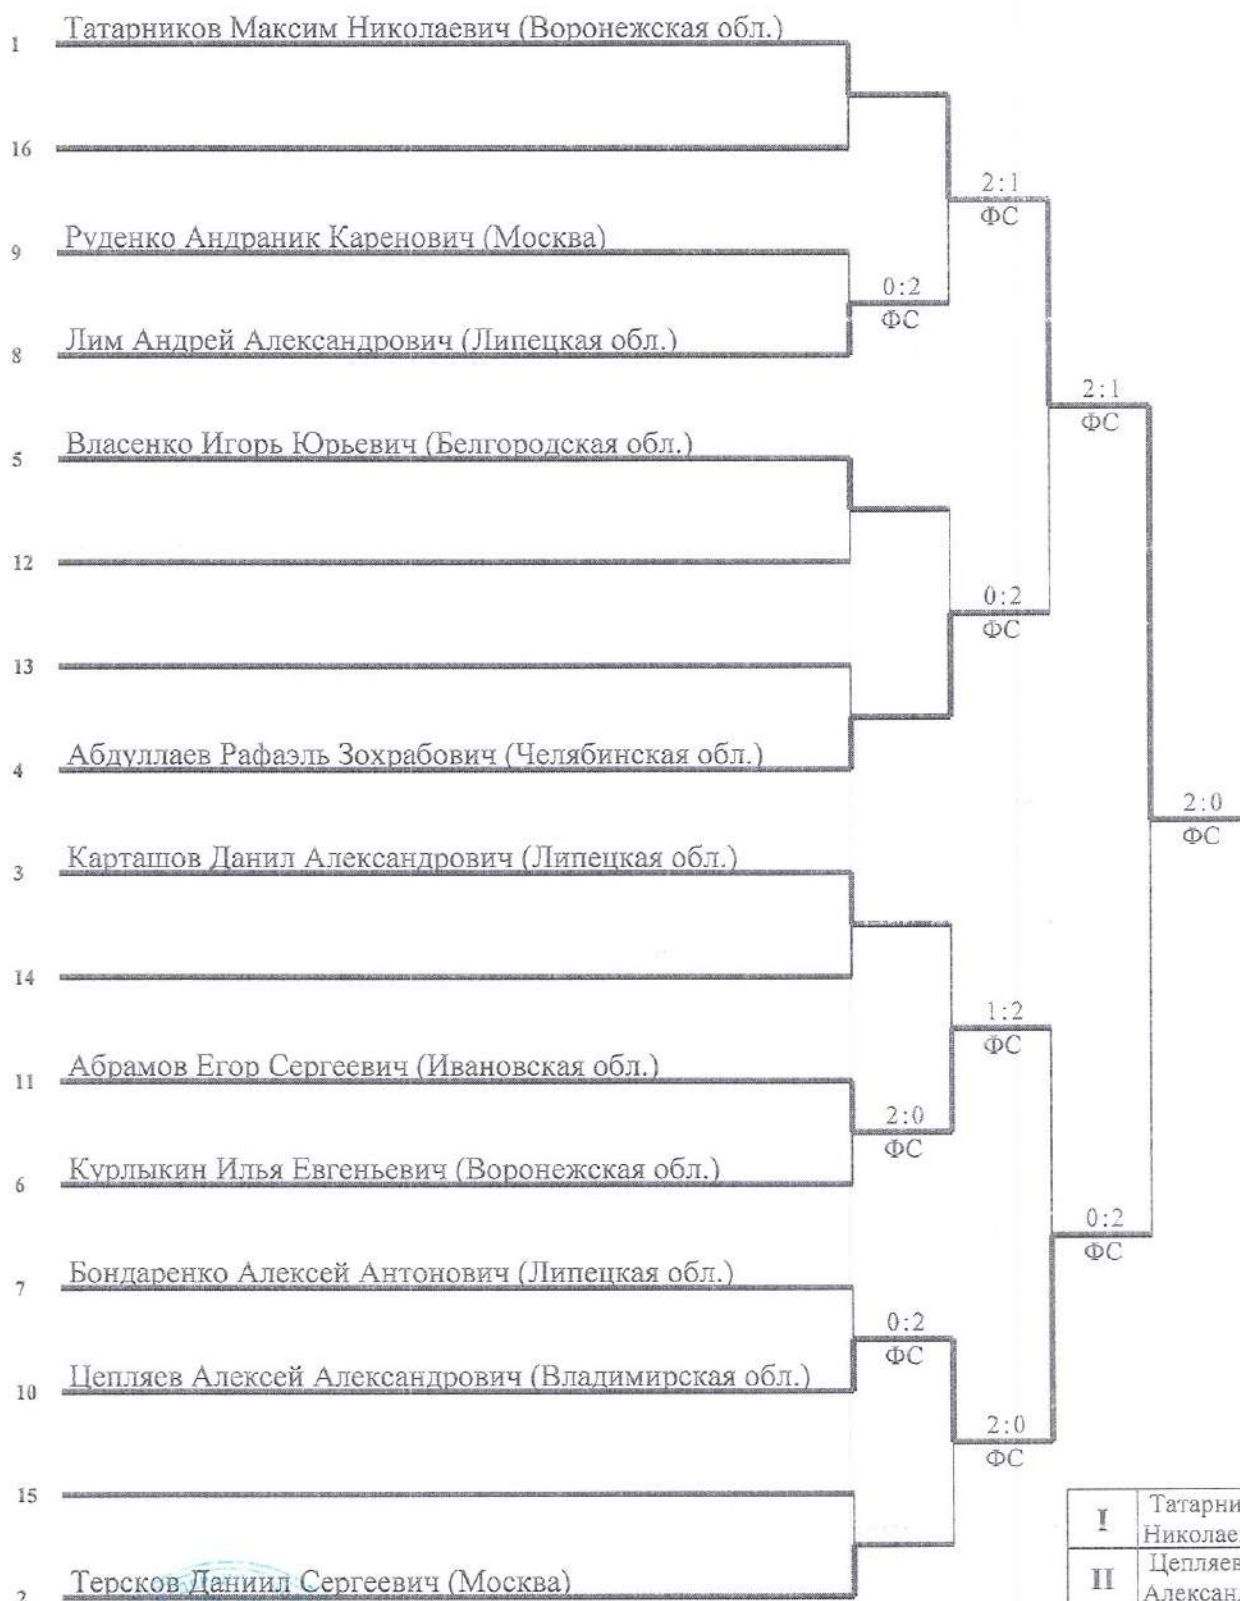 1 Татарников Максим Николаевич (Воронежская обл.)
16
2:1
ФС
9 Руденко Андраник Каренович (Москва)
0:2
ФС
8 Лим Андрей Александрович (Липецкая обл.)
2:1
ФС
5 Власенко Игорь Юрьевич (Белгородская обл.)
12
0:2
ФС
13
4 Абдуллаев Рафаэль Зохрабович (Челябинская обл.)
2:0
ФС
3 Карташов Данил Александрович (Липецкая обл.)
14
1:2
ФС
11 Абрамов Егор Сергеевич (Ивановская обл.)
2:0
ФС
6 Курлыкин Илья Евгеньевич (Воронежская обл.)
0:2
ФС
7 Бондаренко Алексей Антонович (Липецкая обл.)
0:2
ФС
10 Цепляев Алексей Александрович (Владимирская обл.)
2:0
ФС
15
I Татарни
Николае
2 Терсков Даниил Сергеевич (Москва)
II Цепляев
Алексан